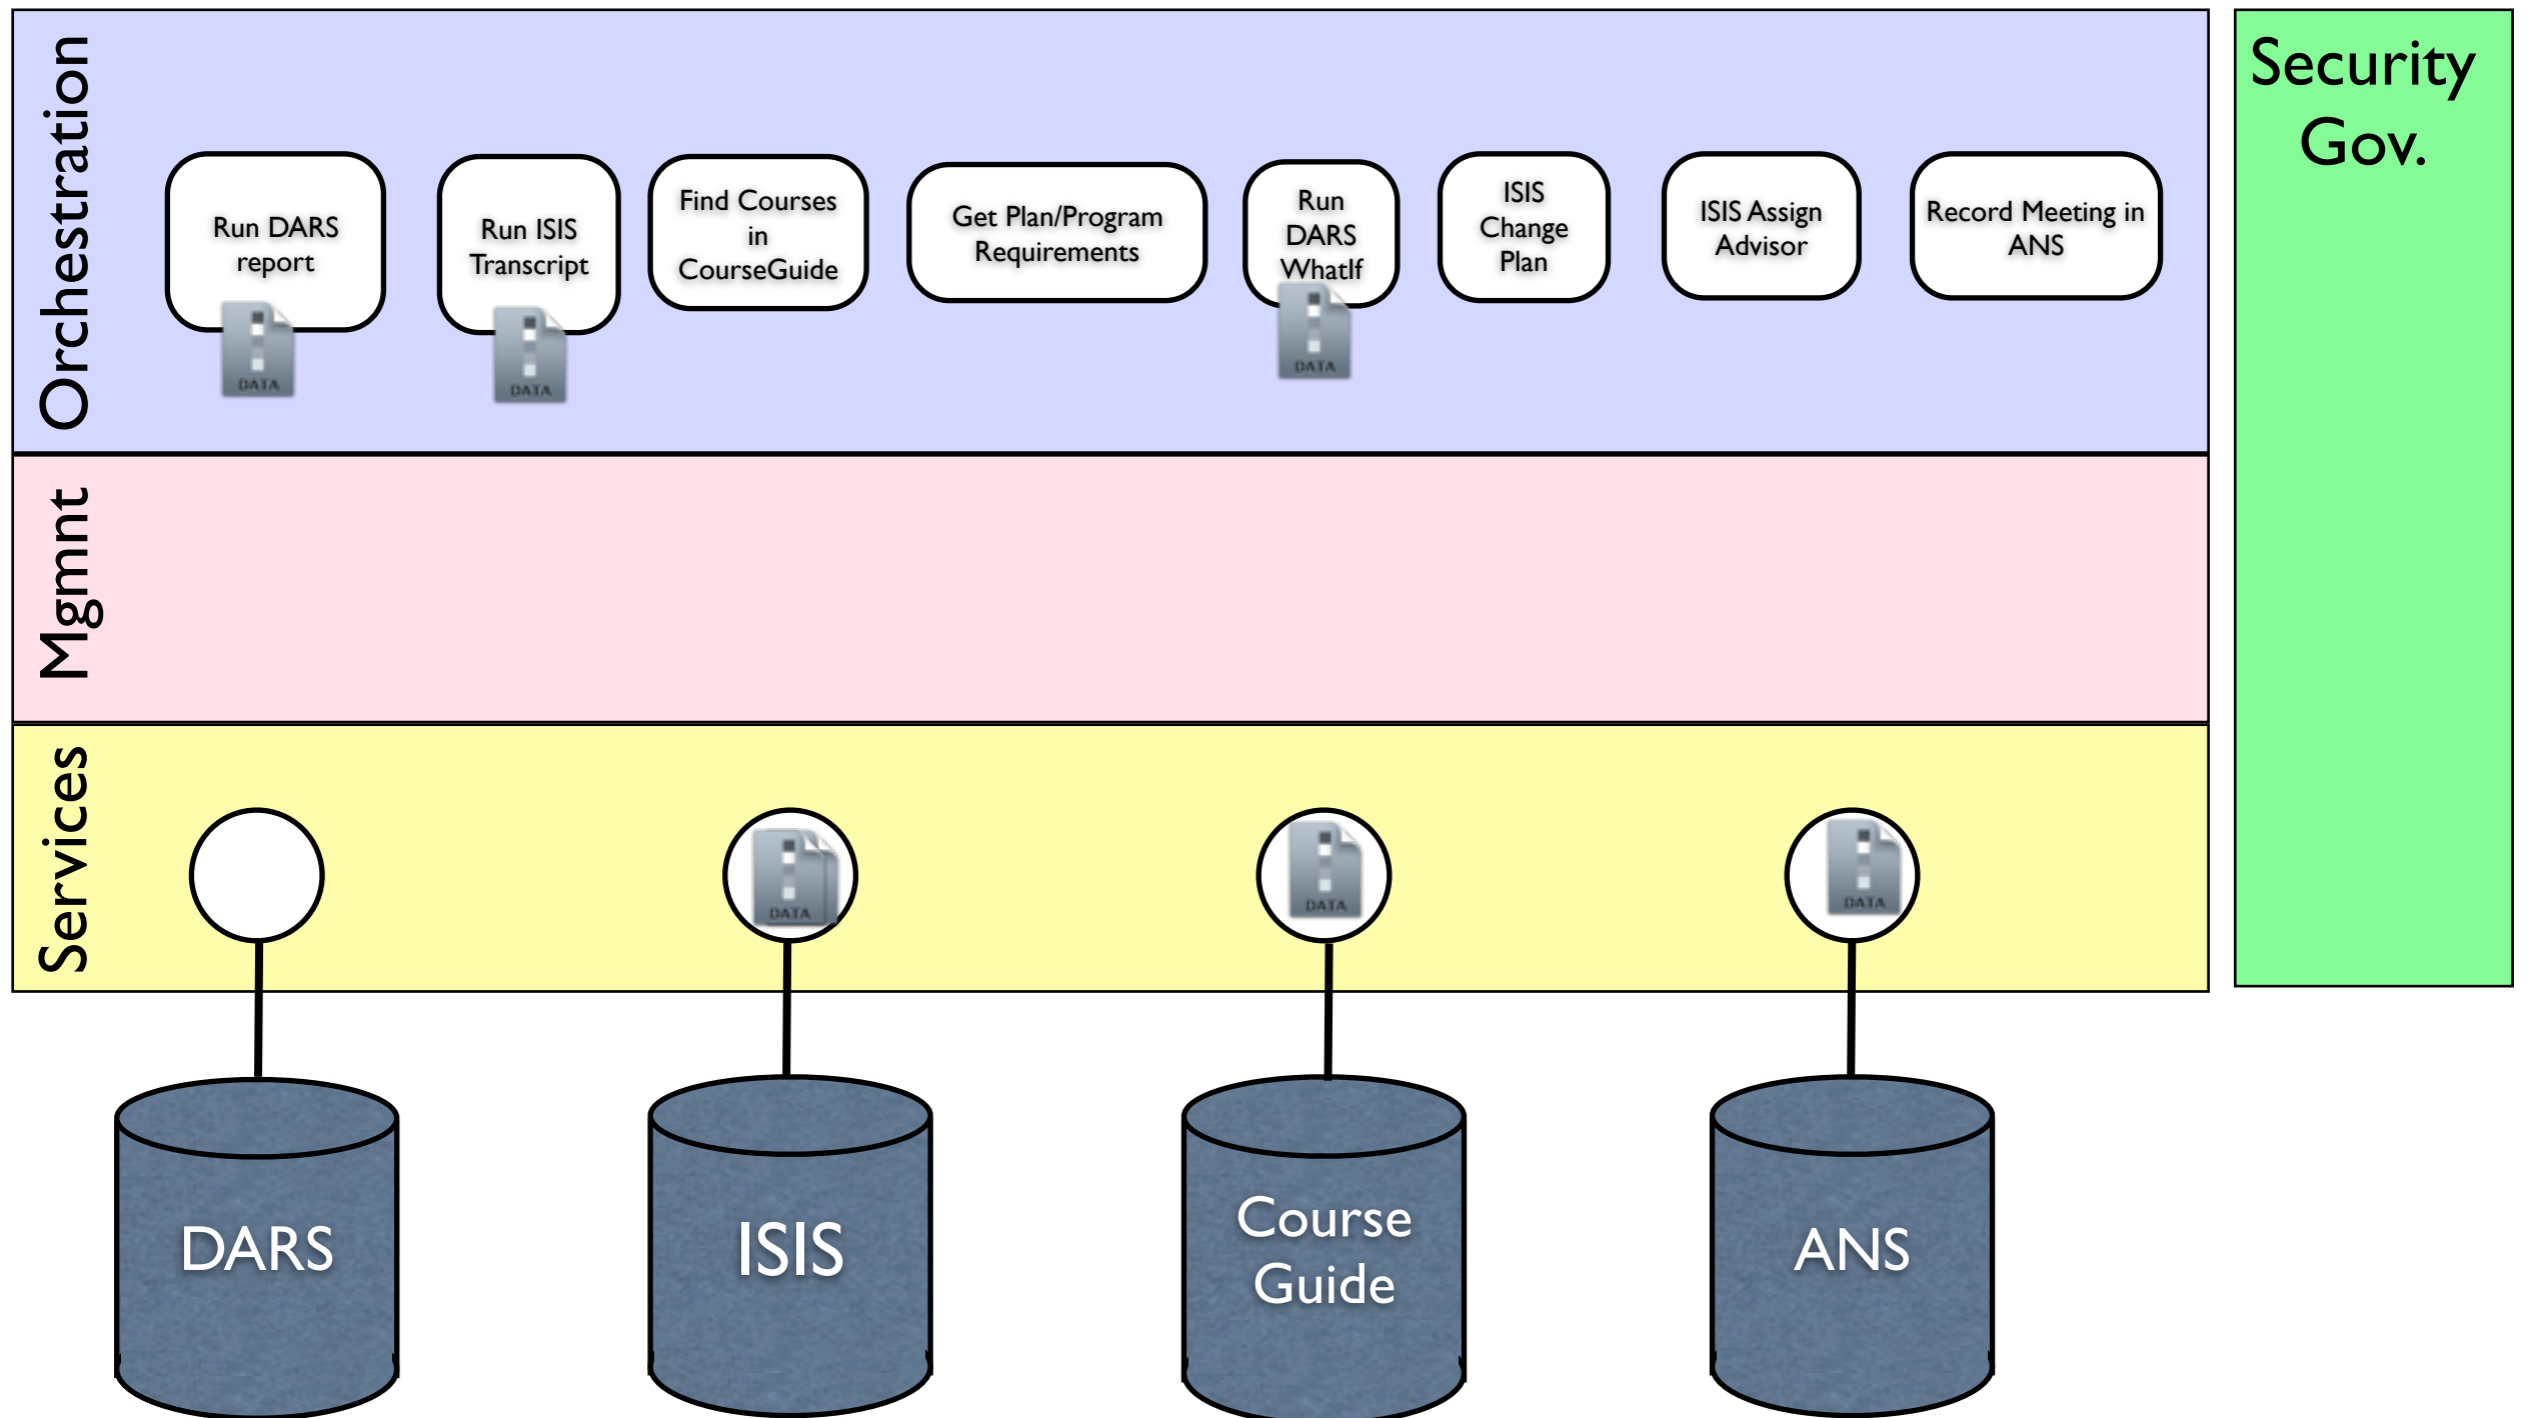 Orchestration
Security
Gov.
Run DARS
report
Run ISIS
Transcript
Find Courses
in
CourseGuide
Get Plan/Program
Requirements
Run
DARS
WhatIf
ISIS
Change
Plan
ISIS Assign
Advisor
Record Meeting in
ANS
DATA
DATA
DATA
Mgmnt
Services
DATA
DATA
DATA
DARS
ISIS
Course
Guide
ANS